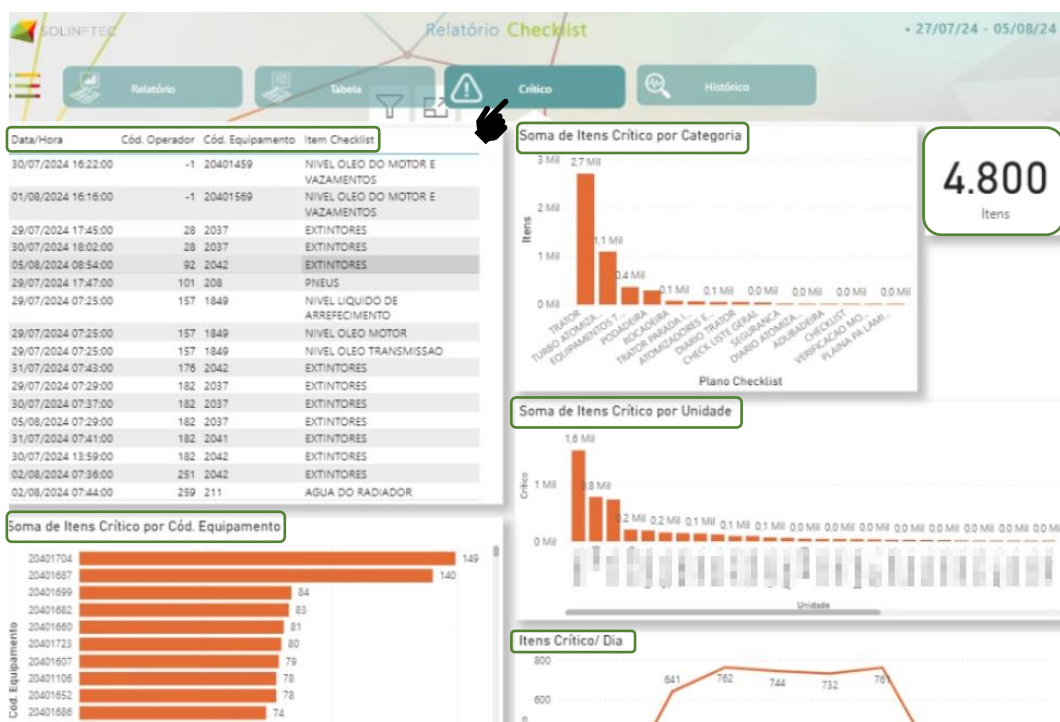 SOLINFTEC
Relatório Checklist
• 27/07/24 - 05/08/24
Relatório
Tabela
Crítico
Histórico
Data/Hora Cód. Operador Cód. Equipamento Item Checklist
30/07/2024 16:22:00 -1 20401459 NIVEL OLEO DO MOTOR E
VAZAMENTOS
01/08/2024 16:16:00 -1 20401569 NIVEL OLEO DO MOTOR E
VAZAMENTOS
29/07/2024 17:45:00 28 2037 EXTINTORES
30/07/2024 18:02:00 28 2037 EXTINTORES
05/08/2024 08:54:00 92 2042 EXTINTORES
29/07/2024 17:47:00 101 208 PNEUS
29/07/2024 07:25:00 157 1849 NIVEL LIQUIDO DE
ARREFECIMENTO
29/07/2024 07:25:00 157 1849 NIVEL OLEO MOTOR
29/07/2024 07:25:00 157 1849 NIVEL OLEO TRANSMISSAO
31/07/2024 07:43:00 176 2042 EXTINTORES
29/07/2024 07:29:00 182 2037 EXTINTORES
30/07/2024 07:37:00 182 2037 EXTINTORES
05/08/2024 07:29:00 182 2037 EXTINTORES
31/07/2024 07:41:00 182 2041 EXTINTORES
30/07/2024 13:59:00 182 2042 EXTINTORES
02/08/2024 07:36:00 251 2042 EXTINTORES
02/08/2024 07:44:00 259 211 AGUA DO RADIADOR
Soma de Itens Crítico por Categoria
3 Mil
2 Mil
1 Mil
0 Mil
Itens
2,7 Mil
1,1 Mil
0,4 Mil
0,1 Mil 0,1 Mil 0,0 Mil 0,0 Mil 0,0 Mil 0,0 Mil 0,0 Mil
TRATOR
TURBO ATOMIZA...
EQUIPAMENTOS T...
PODADEIRA
ROCADEIRA
TRATOR PARADA I...
ATOMIZADORES E...
DIARIO TRATOR
CHECK LISTE GERAL
SEGURANCA
DIARIO ATOMIZA...
ADUBADEIRA
CHECKLIST
VERIFICACAO MO...
PLAINA PA LAMI...
Plano Checklist
4.800
Itens
Soma de Itens Crítico por Unidade
1 Mil
0 Mil
Crítico
1,6 Mil
0,8 Mil
0,2 Mil 0,2 Mil 0,1 Mil 0,1 Mil 0,1 Mil 0,0 Mil 0,0 Mil 0,0 Mil 0,0 Mil 0,0 Mil 0,0 Mil 0,0 Mil 0,0 Mil
Unidade
Soma de Itens Crítico por Cód. Equipamento
Cód. Equipamento
20401704 149
20401687 140
20401699 84
20401682 83
20401660 81
20401723 80
20401607 79
20401106 78
20401652 78
20401686 74
Itens Crítico/ Dia
800
600
641 762 744 732 761